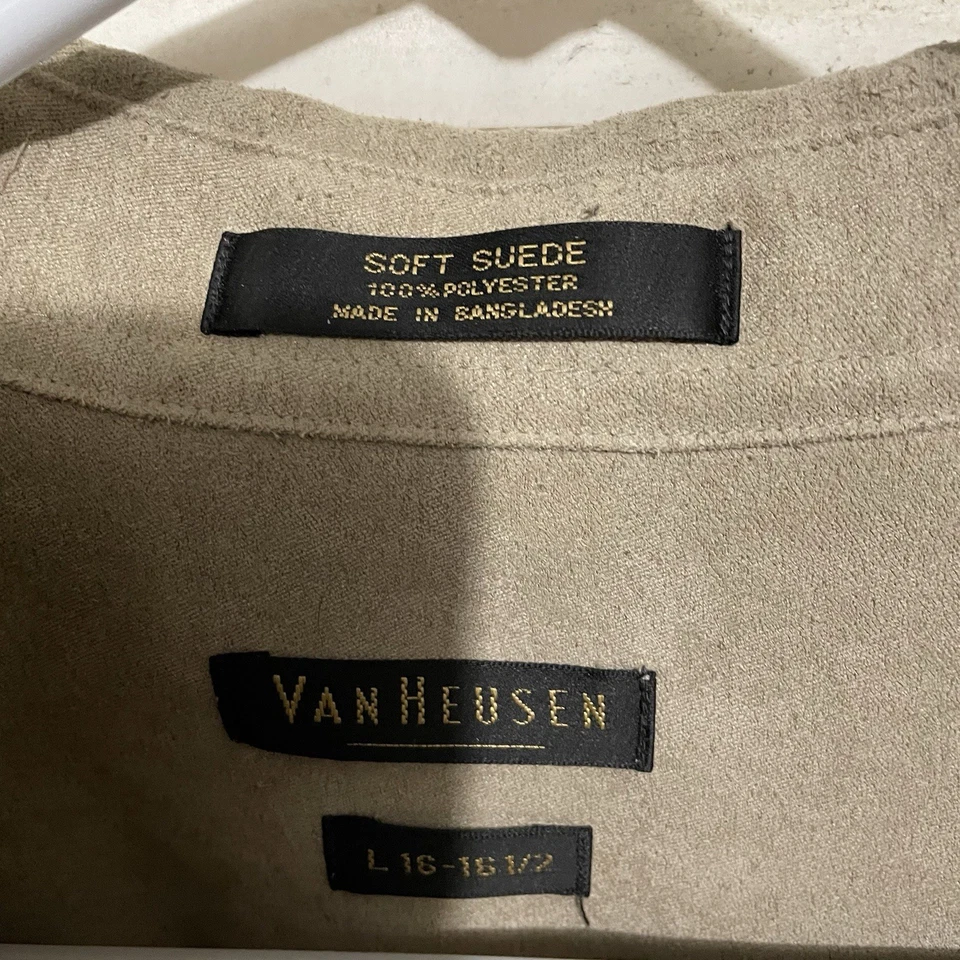 SOFT SUEDE
100% POLYESTER
MADE IN BANGLADESH
VAN HEUSEN
L 16-16 1/2